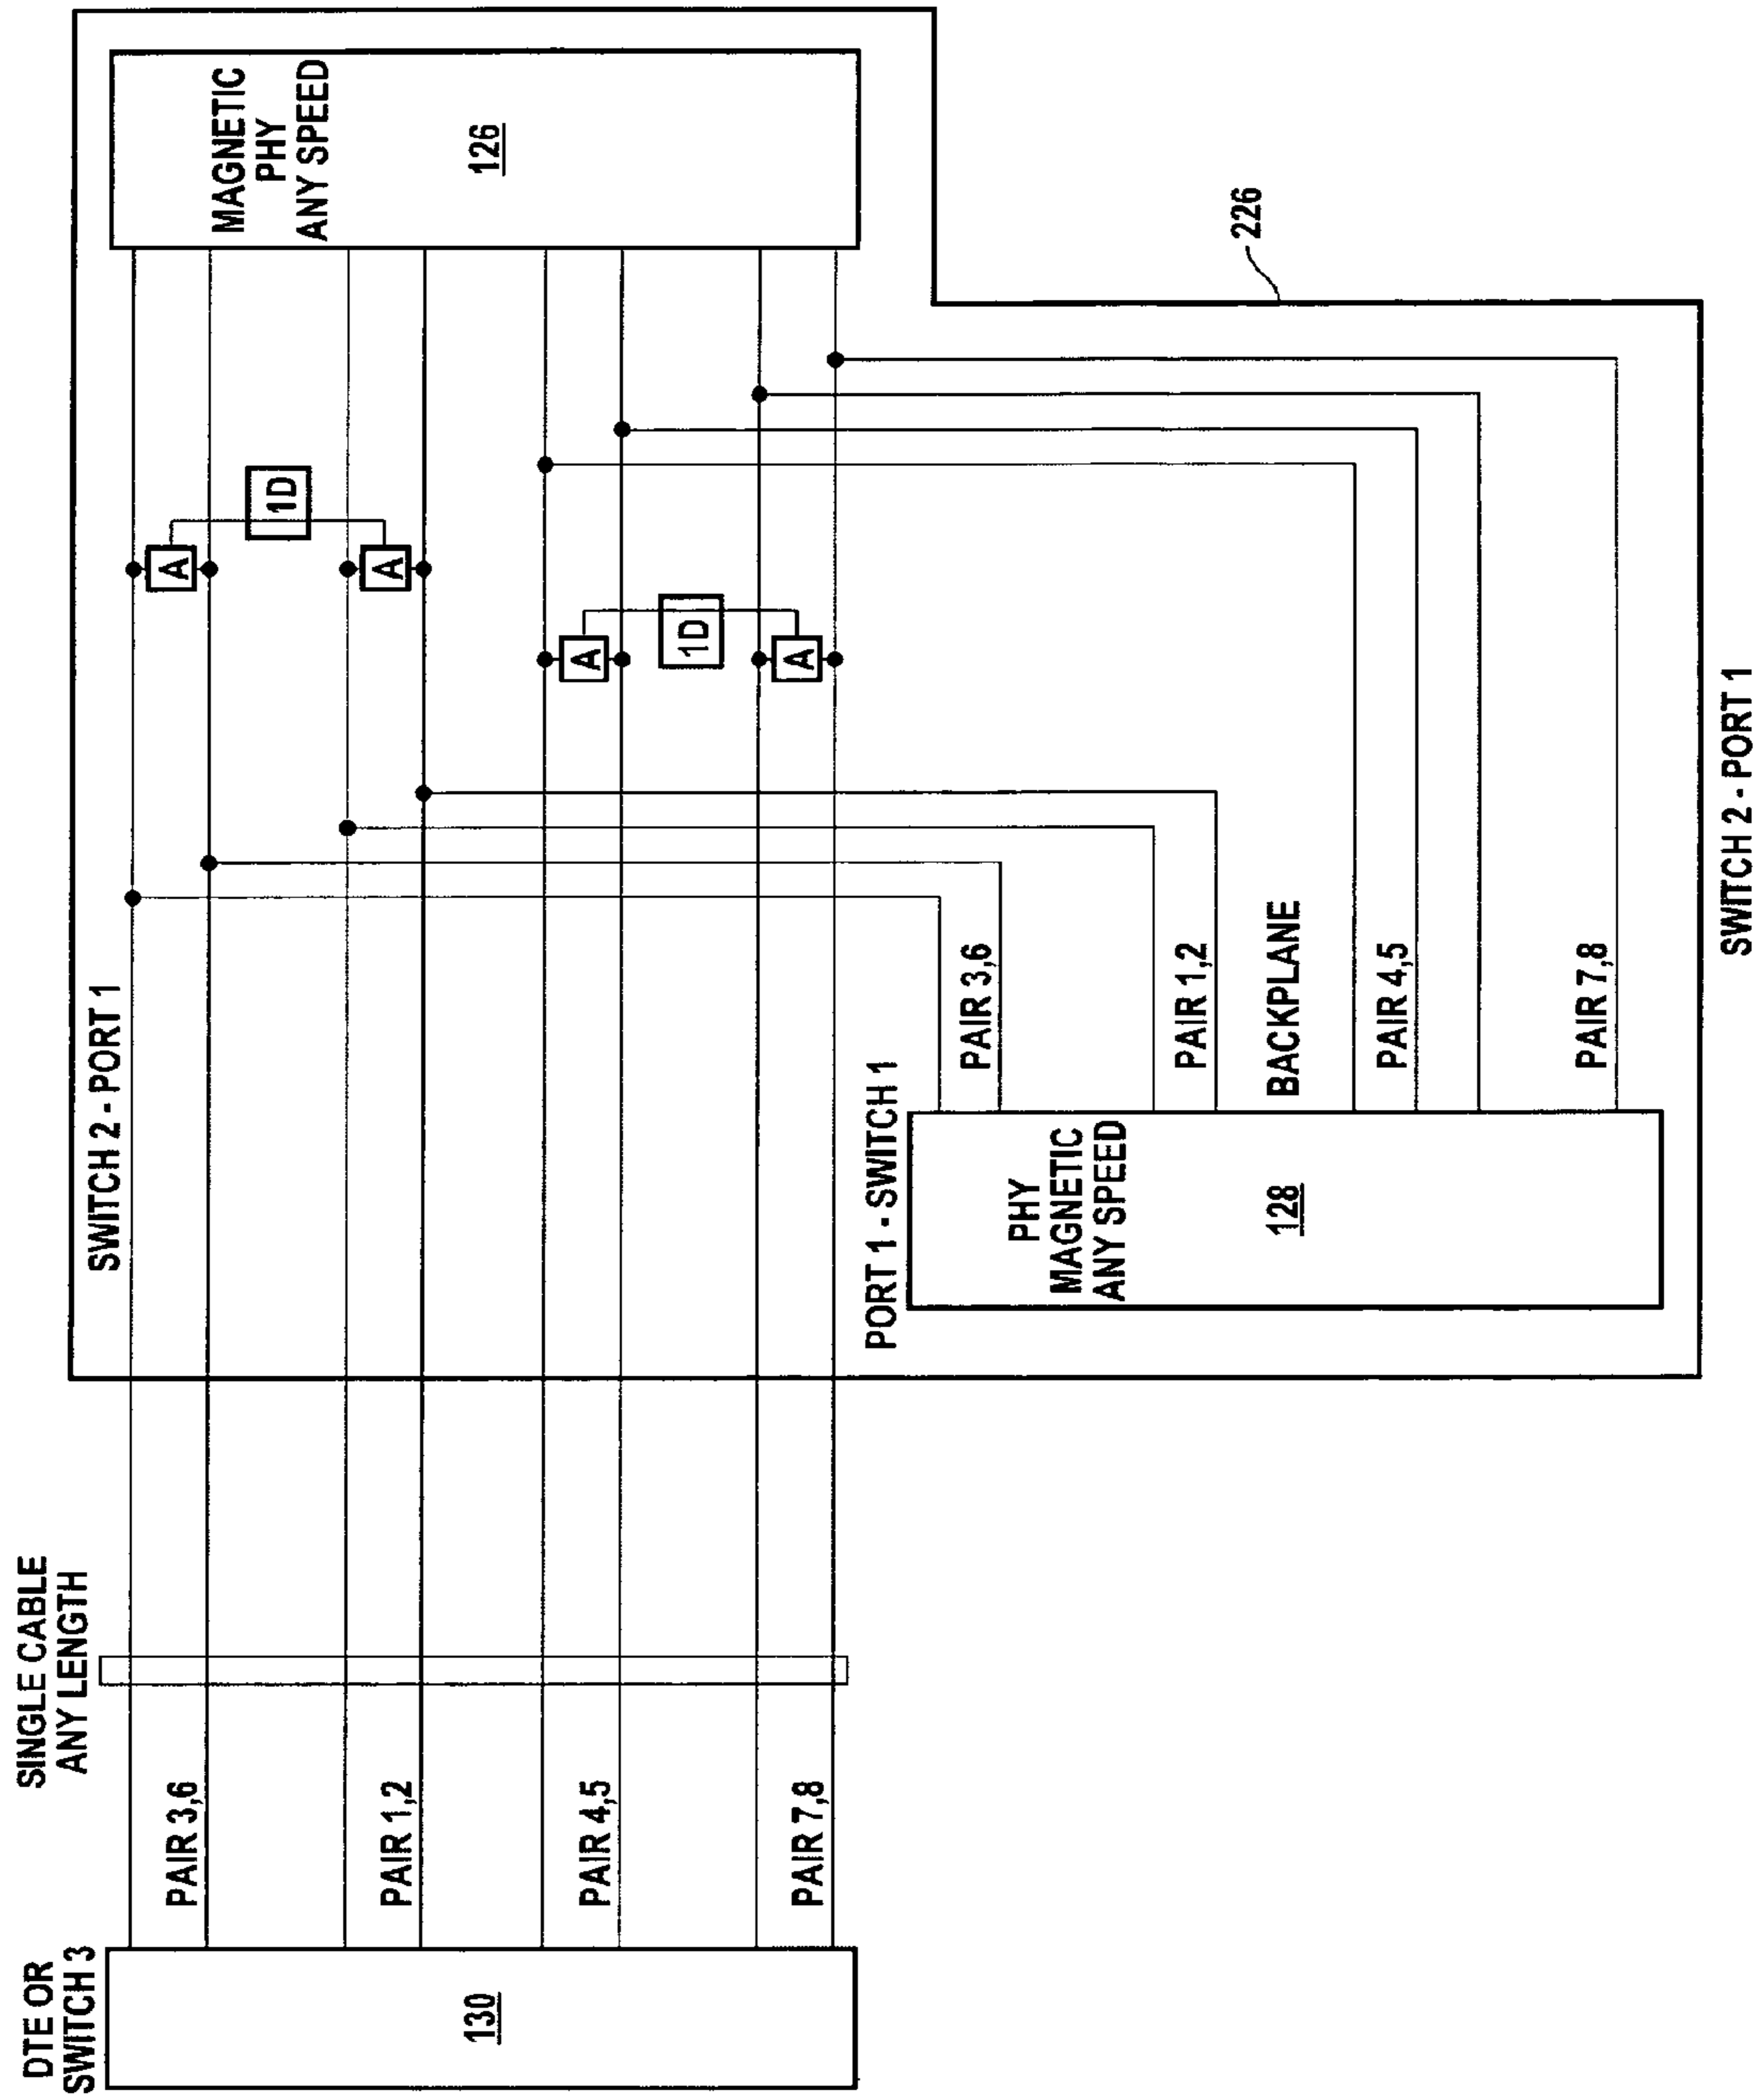 DTE OR
SWITCH 3
130
SINGLE CABLE
ANY LENGTH
PAIR 3,6
PAIR 1,2
PAIR 4,5
PAIR 7,8
SWITCH 2 - PORT 1
A
A
1D
A
A
1D
MAGNETIC
PHY
ANY SPEED
126
PORT 1 - SWITCH 1
PHY
MAGNETIC
ANY SPEED
128
PAIR 3,6
PAIR 1,2
BACKPLANE
PAIR 4,5
PAIR 7,8
226
SWITCH 2 - PORT 1